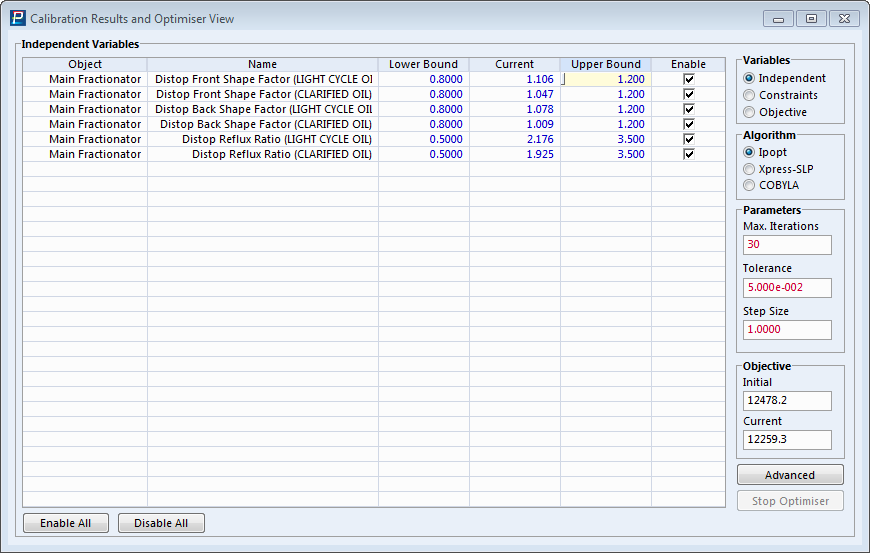 Calibration Results and Optimiser View
Independent Variables
Object Name Lower Bound Current Upper Bound Enable
Main Fractionator Distop Front Shape Factor (LIGHT CYCLE OI 0.8000 1.106 1.200
Main Fractionator Distop Front Shape Factor (CLARIFIED OIL) 0.8000 1.047 1.200
Main Fractionator Distop Back Shape Factor (LIGHT CYCLE OIL 0.8000 1.078 1.200
Main Fractionator Distop Back Shape Factor (CLARIFIED OIL) 0.8000 1.009 1.200
Main Fractionator Distop Reflux Ratio (LIGHT CYCLE OIL) 0.5000 2.176 3.500
Main Fractionator Distop Reflux Ratio (CLARIFIED OIL) 0.5000 1.925 3.500
Enable All Disable All
Variables
Independent
Constraints
Objective
Algorithm
Ipopt
Xpress-SLP
COBYLA
Parameters
Max. Iterations
30
Tolerance
5.000e-002
Step Size
1.0000
Objective
Initial
12478.2
Current
12259.3
Advanced
Stop Optimiser